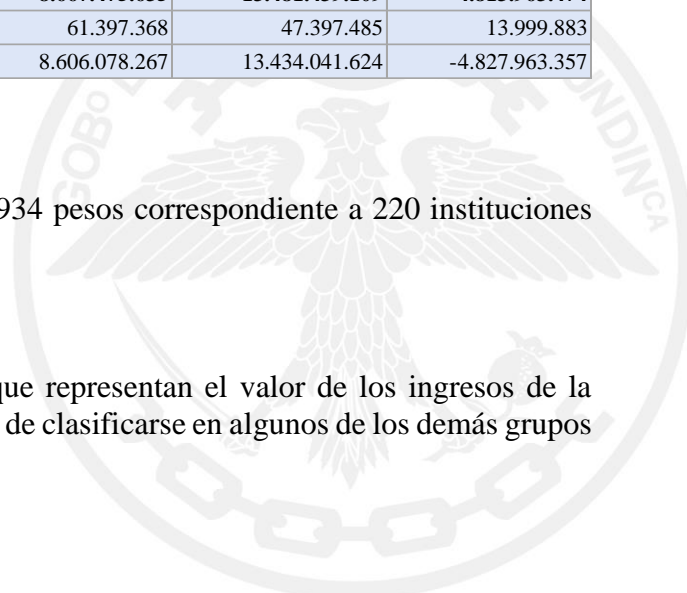 61.397.368 47.397.485 13.999.883
8.606.078.267 13.434.041.624 -4.827.963.357
934 pesos correspondiente a 220 instituciones
que representan el valor de los ingresos de la
de clasificarse en algunos de los demás grupos